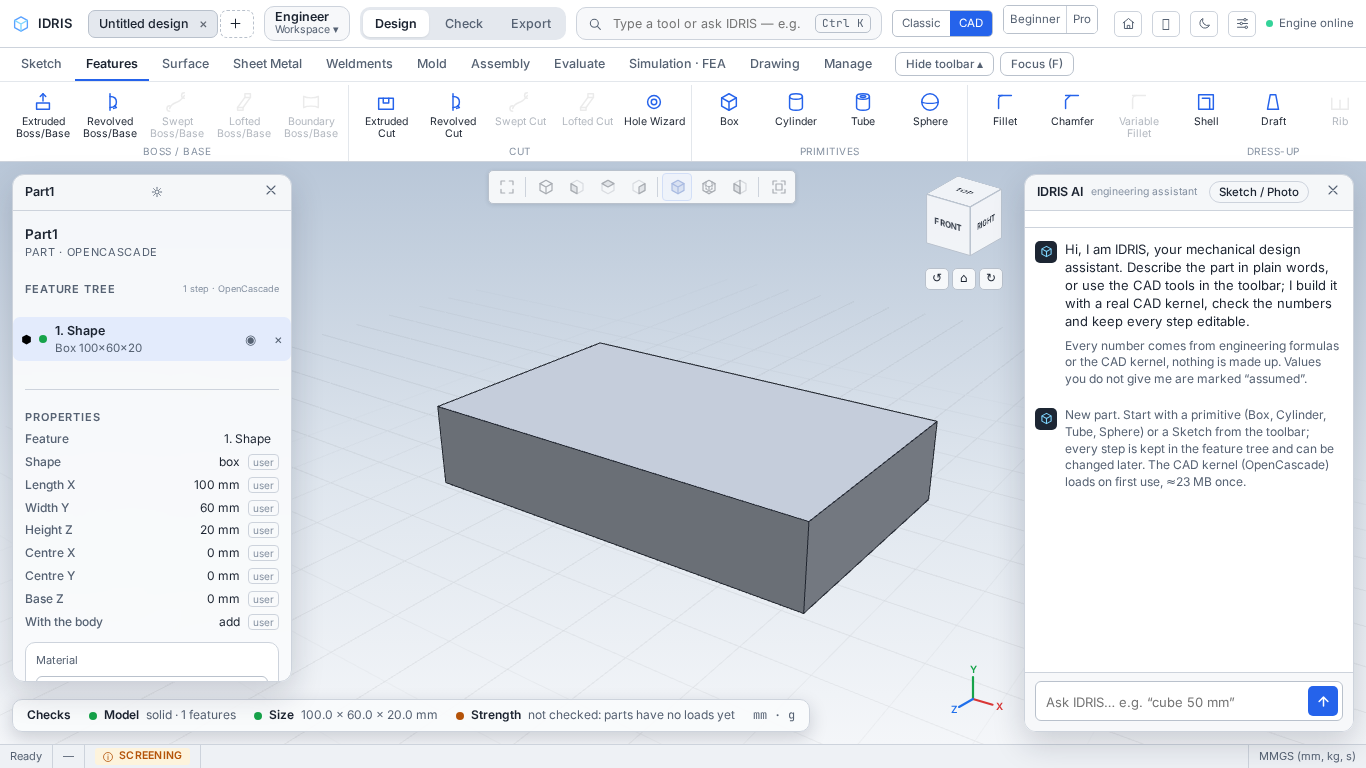 IDRIS
Untitled design ×
+
Engineer
Workspace ▾
Design
Check
Export
Type a tool or ask IDRIS — e.g.
Ctrl K
Classic
CAD
Beginner
Pro
Engine online
Sketch
Features
Surface
Sheet Metal
Weldments
Mold
Assembly
Evaluate
Simulation · FEA
Drawing
Manage
Hide toolbar ▴
Focus (F)
Extruded Boss/Base
Revolved Boss/Base
Swept Boss/Base
Lofted Boss/Base
Boundary Boss/Base
BOSS / BASE
Extruded Cut
Revolved Cut
Swept Cut
Lofted Cut
Hole Wizard
CUT
Box
Cylinder
Tube
Sphere
PRIMITIVES
Fillet
Chamfer
Variable Fillet
Shell
Draft
Rib
DRESS-UP
Part1
Part1
PART · OPENCASCADE
FEATURE TREE
1 step · OpenCascade
1. Shape
Box 100×60×20
×
PROPERTIES
Feature 1. Shape
Shape box user
Length X 100 mm user
Width Y 60 mm user
Height Z 20 mm user
Centre X 0 mm user
Centre Y 0 mm user
Base Z 0 mm user
With the body add user
Material
TOP
FRONT
RIGHT
Y
X
Z
IDRIS AI engineering assistant
Sketch / Photo
Hi, I am IDRIS, your mechanical design
assistant. Describe the part in plain words,
or use the CAD tools in the toolbar; I build it
with a real CAD kernel, check the numbers
and keep every step editable.
Every number comes from engineering formulas
or the CAD kernel, nothing is made up. Values
you do not give me are marked “assumed”.
New part. Start with a primitive (Box, Cylinder,
Tube, Sphere) or a Sketch from the toolbar;
every step is kept in the feature tree and can be
changed later. The CAD kernel (OpenCascade)
loads on first use, ≈23 MB once.
Ask IDRIS… e.g. “cube 50 mm”
Checks
Model solid · 1 features
Size 100.0 × 60.0 × 20.0 mm
Strength not checked: parts have no loads yet
mm · g
Ready
—
SCREENING
MMGS (mm, kg, s)